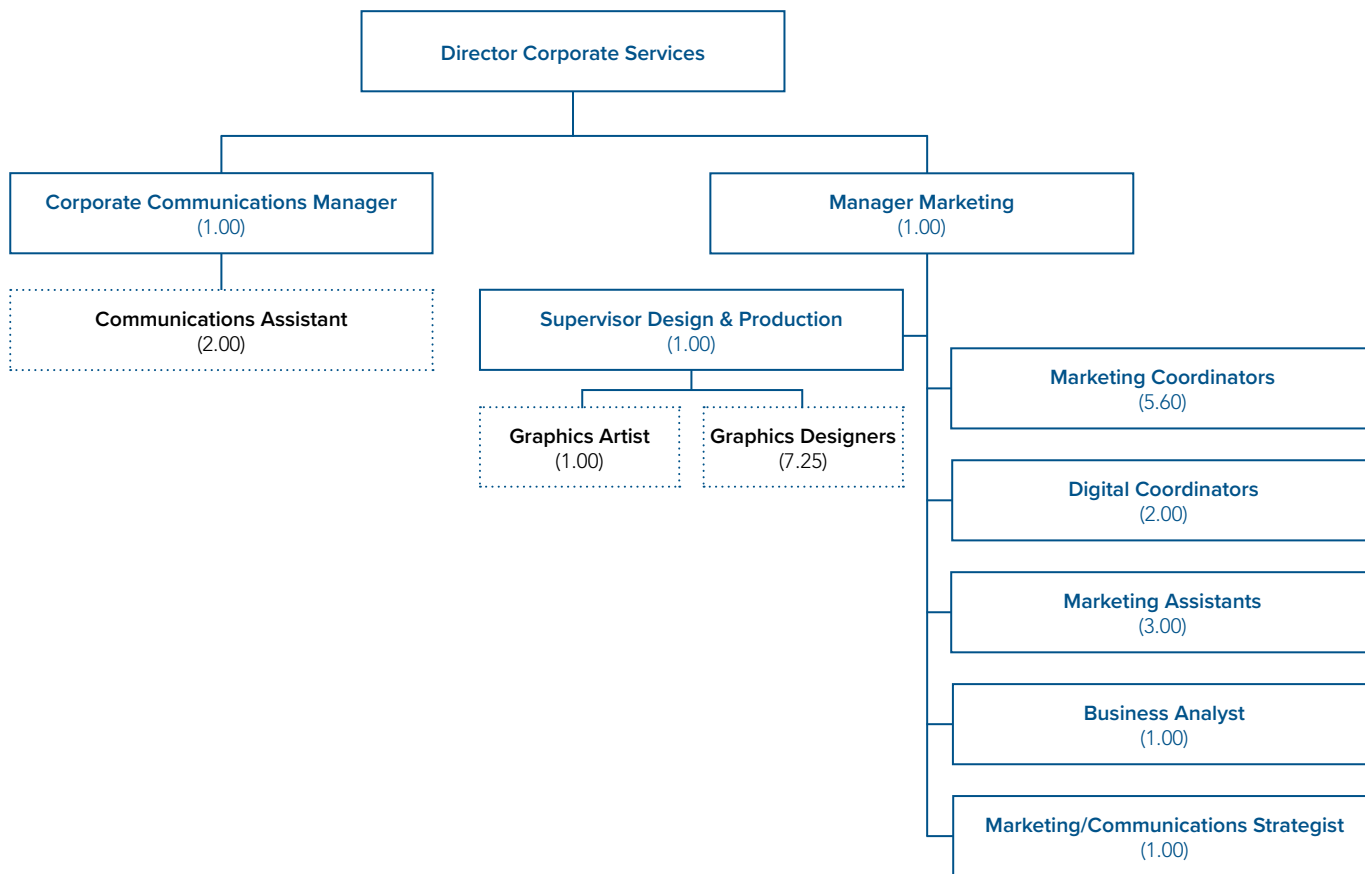 Director Corporate Services
Corporate Communications Manager
(1.00)
Manager Marketing
(1.00)
Communications Assistant
(2.00)
Supervisor Design & Production
(1.00)
Graphics Artist
(1.00)
Graphics Designers
(7.25)
Marketing Coordinators
(5.60)
Digital Coordinators
(2.00)
Marketing Assistants
(3.00)
Business Analyst
(1.00)
Marketing/Communications Strategist
(1.00)